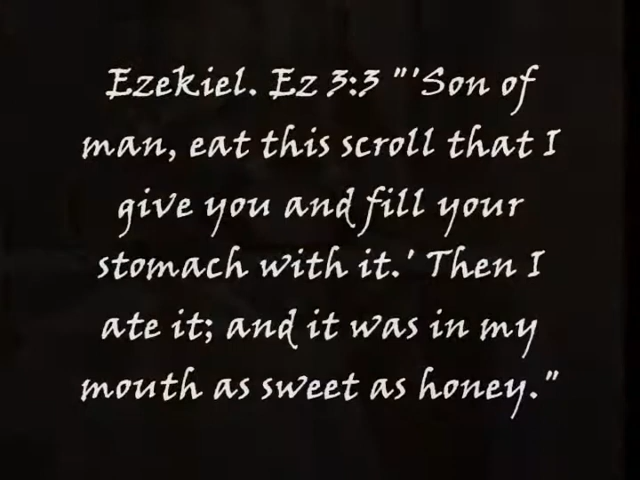 Ezekiel. Ez 3:3 "'Son of
man, eat this scroll that I
give you and fill your
stomach with it.' Then I
ate it; and it was in my
mouth as sweet as honey."